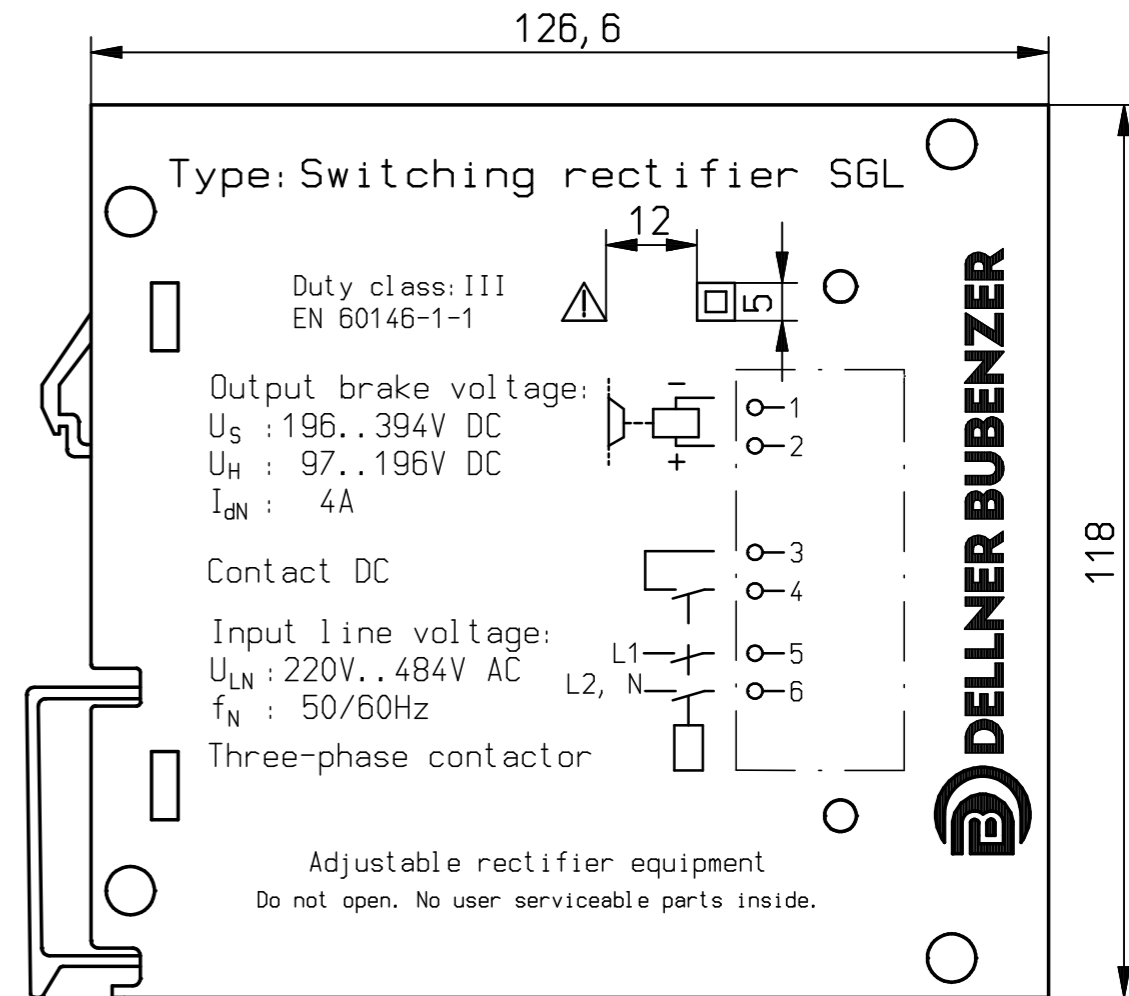 126,6
Type: Switching rectifier SGL
12
Duty class: III
EN 60146-1-1
5
Output brake voltage:
US : 196..394V DC
UH : 97..196V DC
IdN : 4A
−
+
1
2
Contact DC
3
4
Input line voltage:
ULN : 220V..484V AC
fN : 50/60Hz
L1
5
L2, N
6
Three-phase contactor
DELLNER BUBENZER
B
118
Adjustable rectifier equipment
Do not open. No user serviceable parts inside.